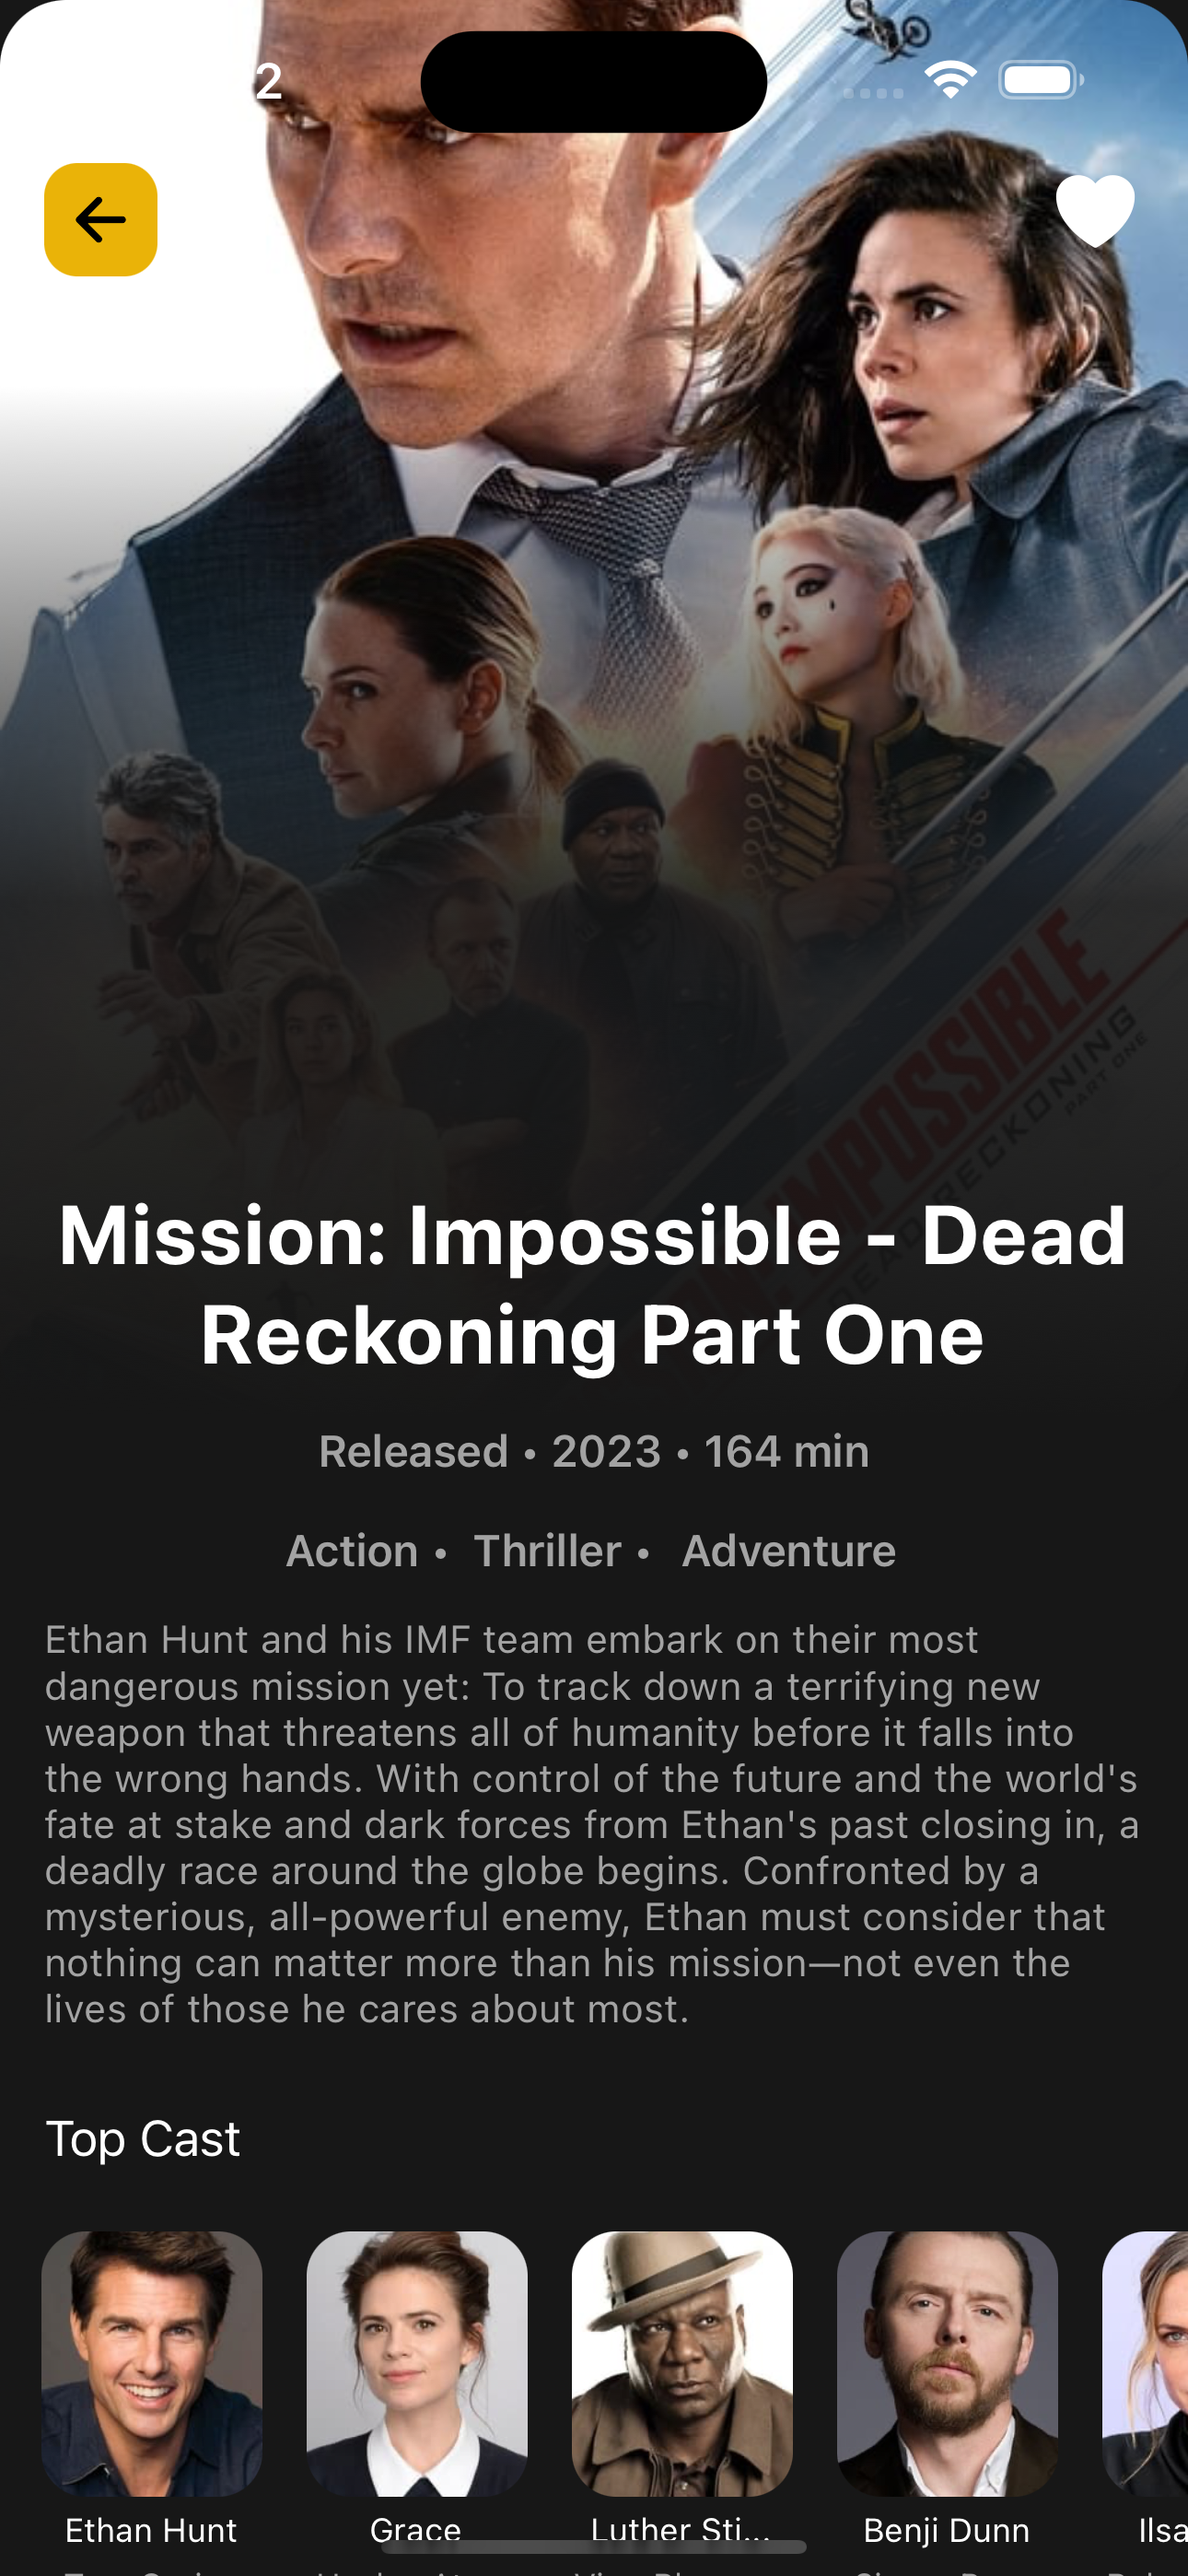 2
IMPOSSIBLE
DEAD RECKONING
PART ONE
Mission: Impossible - Dead
Reckoning Part One
Released • 2023 • 164 min
Action • Thriller • Adventure
Ethan Hunt and his IMF team embark on their most
dangerous mission yet: To track down a terrifying new
weapon that threatens all of humanity before it falls into
the wrong hands. With control of the future and the world's
fate at stake and dark forces from Ethan's past closing in, a
deadly race around the globe begins. Confronted by a
mysterious, all-powerful enemy, Ethan must consider that
nothing can matter more than his mission—not even the
lives of those he cares about most.
Top Cast
Ethan Hunt
Grace
Luther Sti...
Benji Dunn
Ilsa